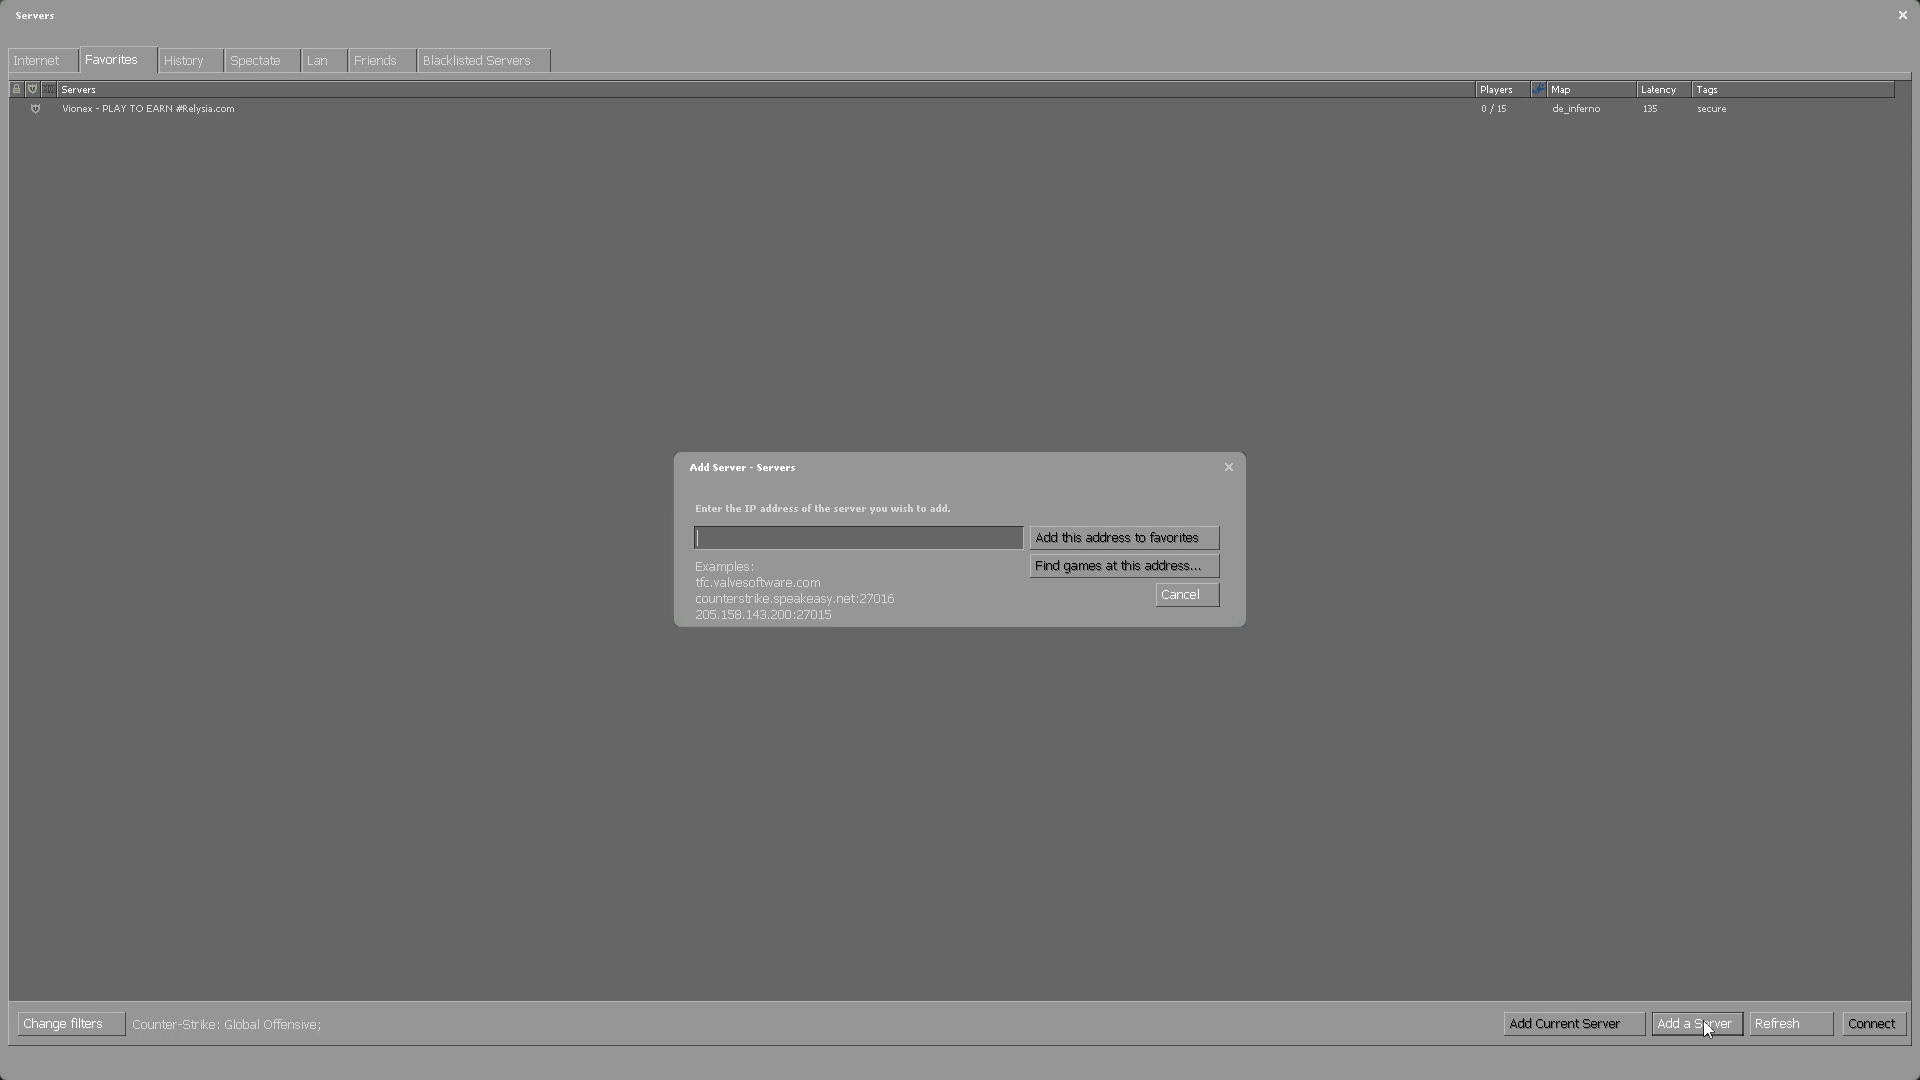 Servers
Internet
Favorites
History
Spectate
Lan
Friends
Blacklisted Servers
Servers Players Map Latency Tags
Vionex - PLAY TO EARN #Relysia.com 0 / 15 de_inferno 135 secure
Add Server - Servers
Enter the IP address of the server you wish to add.
Add this address to favorites
Examples:
Find games at this address...
tfc.valvesoftware.com
counterstrike.speakeasy.net:27016
Cancel
205.158.143.200:27015
Change filters
Counter-Strike: Global Offensive;
Add Current Server
Add a Server
Refresh
Connect